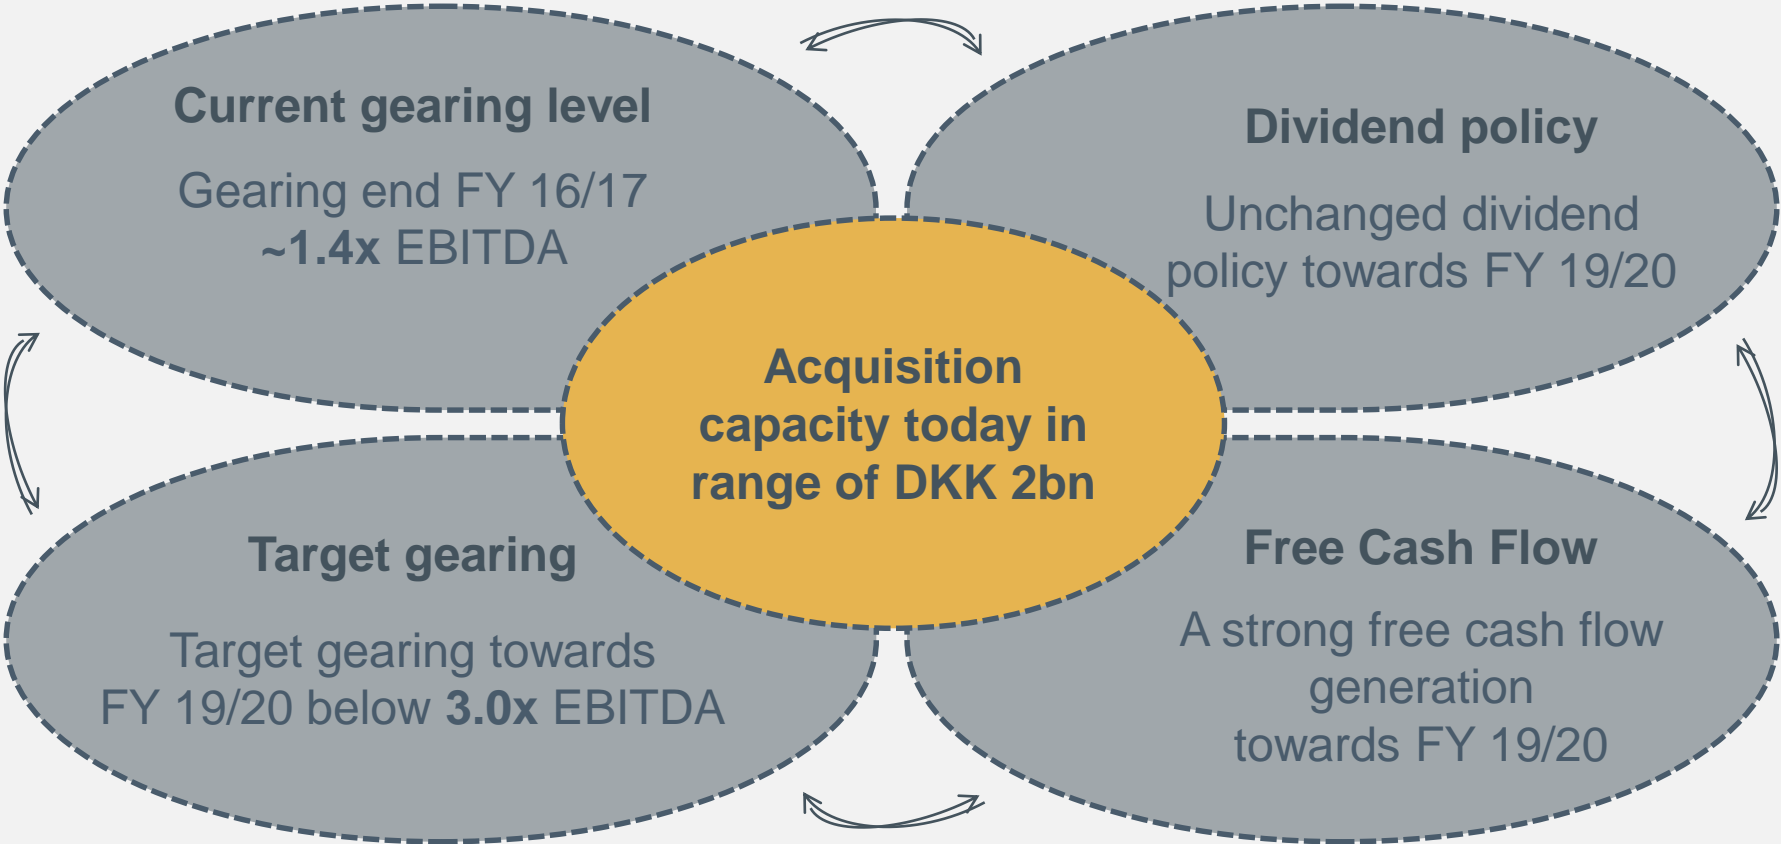 Current gearing level
Gearing end FY 16/17
~1.4x EBITDA
Dividend policy
Unchanged dividend
policy towards FY 19/20
Acquisition
capacity today in
range of DKK 2bn
Target gearing
Target gearing towards
FY 19/20 below 3.0x EBITDA
Free Cash Flow
A strong free cash flow
generation
towards FY 19/20